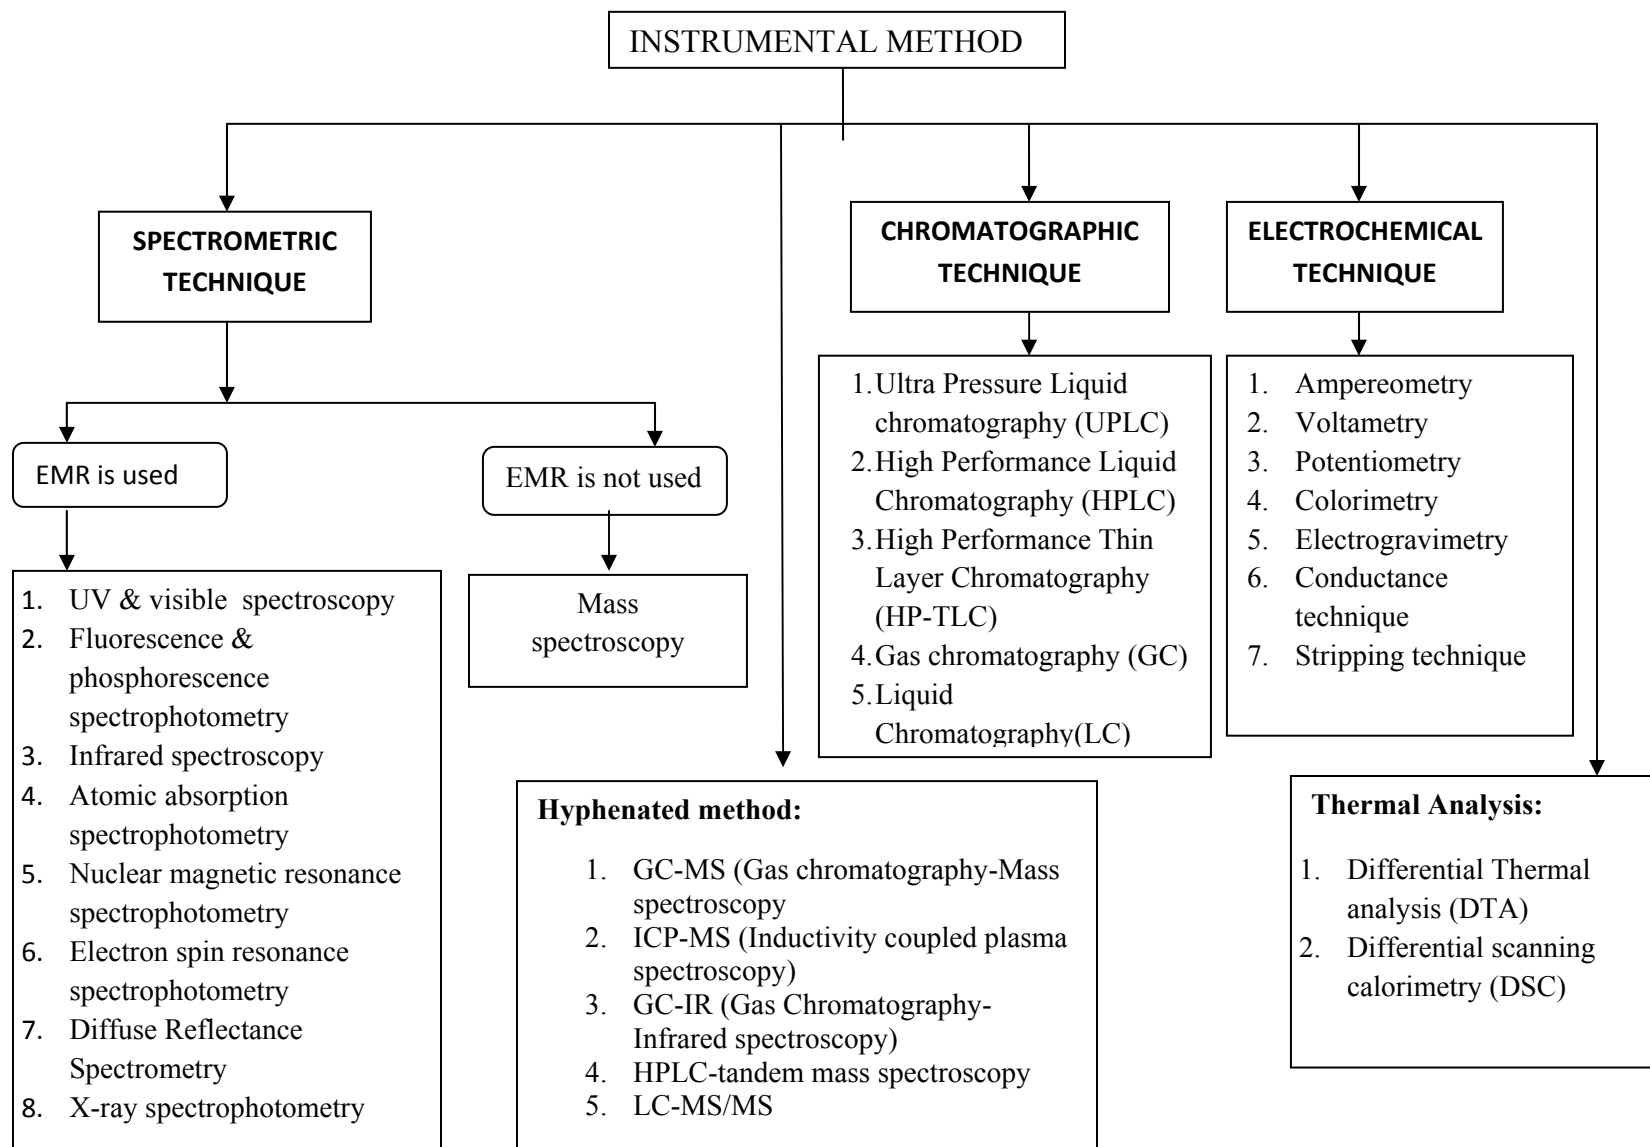 INSTRUMENTAL METHOD
SPECTROMETRIC
TECHNIQUE
CHROMATOGRAPHIC
TECHNIQUE
ELECTROCHEMICAL
TECHNIQUE
EMR is used
EMR is not used
1. UV & visible spectroscopy
2. Fluorescence &
phosphorescence
spectrophotometry
3. Infrared spectroscopy
4. Atomic absorption
spectrophotometry
5. Nuclear magnetic resonance
spectrophotometry
6. Electron spin resonance
spectrophotometry
7. Diffuse Reflectance
Spectrometry
8. X-ray spectrophotometry
Mass
spectroscopy
1. Ultra Pressure Liquid
chromatography (UPLC)
2. High Performance Liquid
Chromatography (HPLC)
3. High Performance Thin
Layer Chromatography
(HP-TLC)
4. Gas chromatography (GC)
5. Liquid
Chromatography(LC)
1. Ampereometry
2. Voltametry
3. Potentiometry
4. Colorimetry
5. Electrogravimetry
6. Conductance
technique
7. Stripping technique
Hyphenated method:
1. GC-MS (Gas chromatography-Mass
spectroscopy
2. ICP-MS (Inductivity coupled plasma
spectroscopy)
3. GC-IR (Gas Chromatography-
Infrared spectroscopy)
4. HPLC-tandem mass spectroscopy
5. LC-MS/MS
Thermal Analysis:
1. Differential Thermal
analysis (DTA)
2. Differential scanning
calorimetry (DSC)